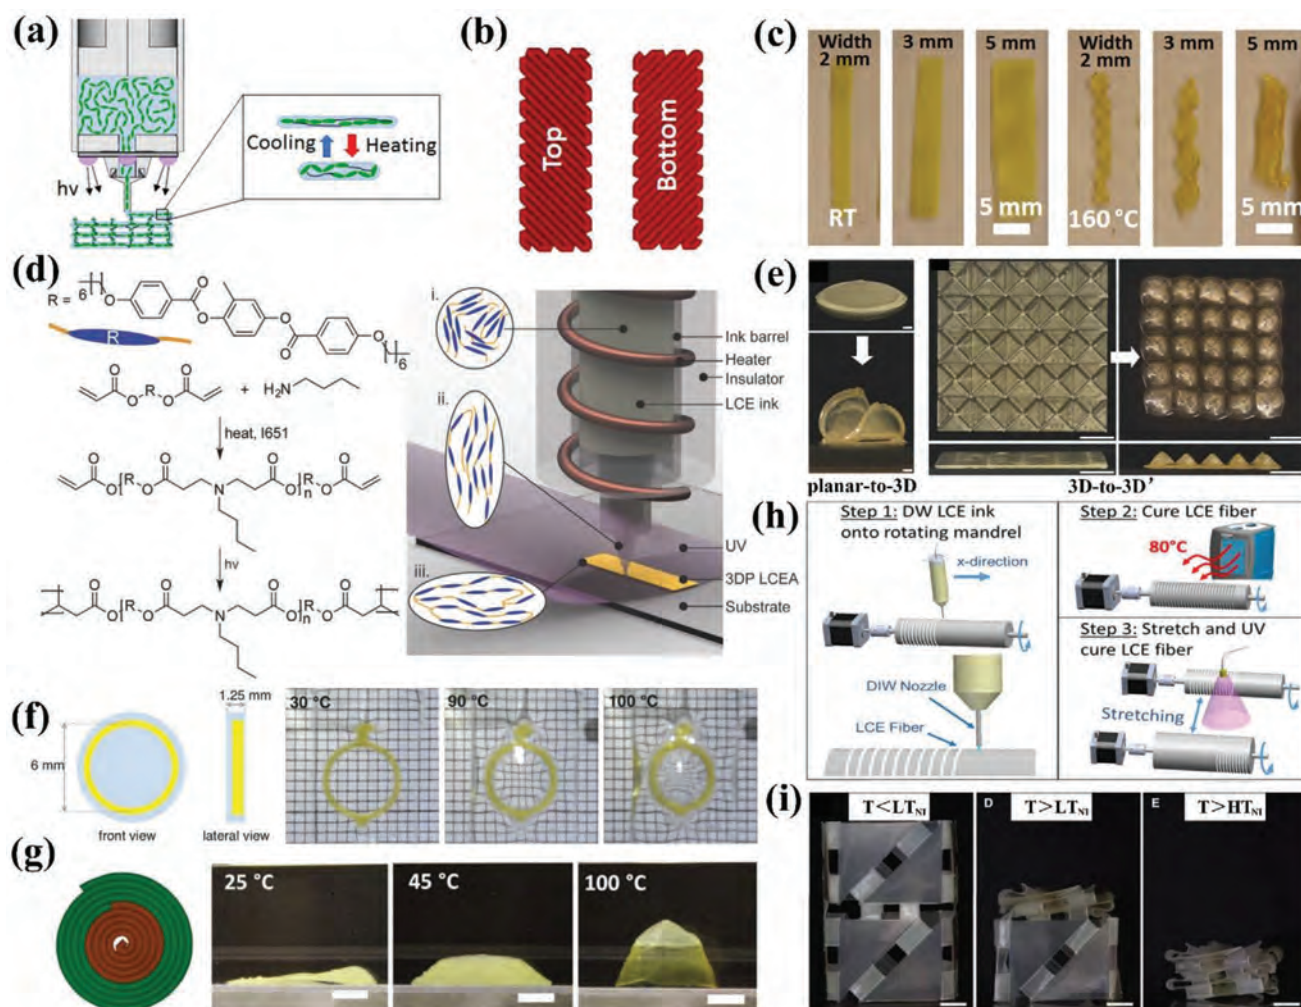 (a)
hv
Cooling
Heating
(b)
Top
Bottom
(c)
Width
2 mm
3 mm
5 mm
Width
2 mm
3 mm
5 mm
RT
5 mm
160 °C
5 mm
(d)
R =
6
O
O
O
O
O
O
6
R
O
O
R
O
O
+
H₂N
heat, I651
O
O
R
O
O
N
O
O
R
O
O
n
hv
O
O
R
O
O
N
O
O
R
O
O
n
i.
ii.
iii.
Ink barrel
Heater
Insulator
LCE ink
UV
3DP LCEA
Substrate
(e)
planar-to-3D
3D-to-3D'
(f)
6 mm
1.25 mm
front view
lateral view
30 °C
90 °C
100 °C
(g)
25 °C
45 °C
100 °C
(h)
Step 1: DW LCE ink
onto rotating mandrel
x-direction
DIW Nozzle
LCE Fiber
Step 2: Cure LCE fiber
80°C
Step 3: Stretch and UV
cure LCE fiber
Stretching
(i)
T<LT_NI
D
T>LT_NI
E
T>HT_NI